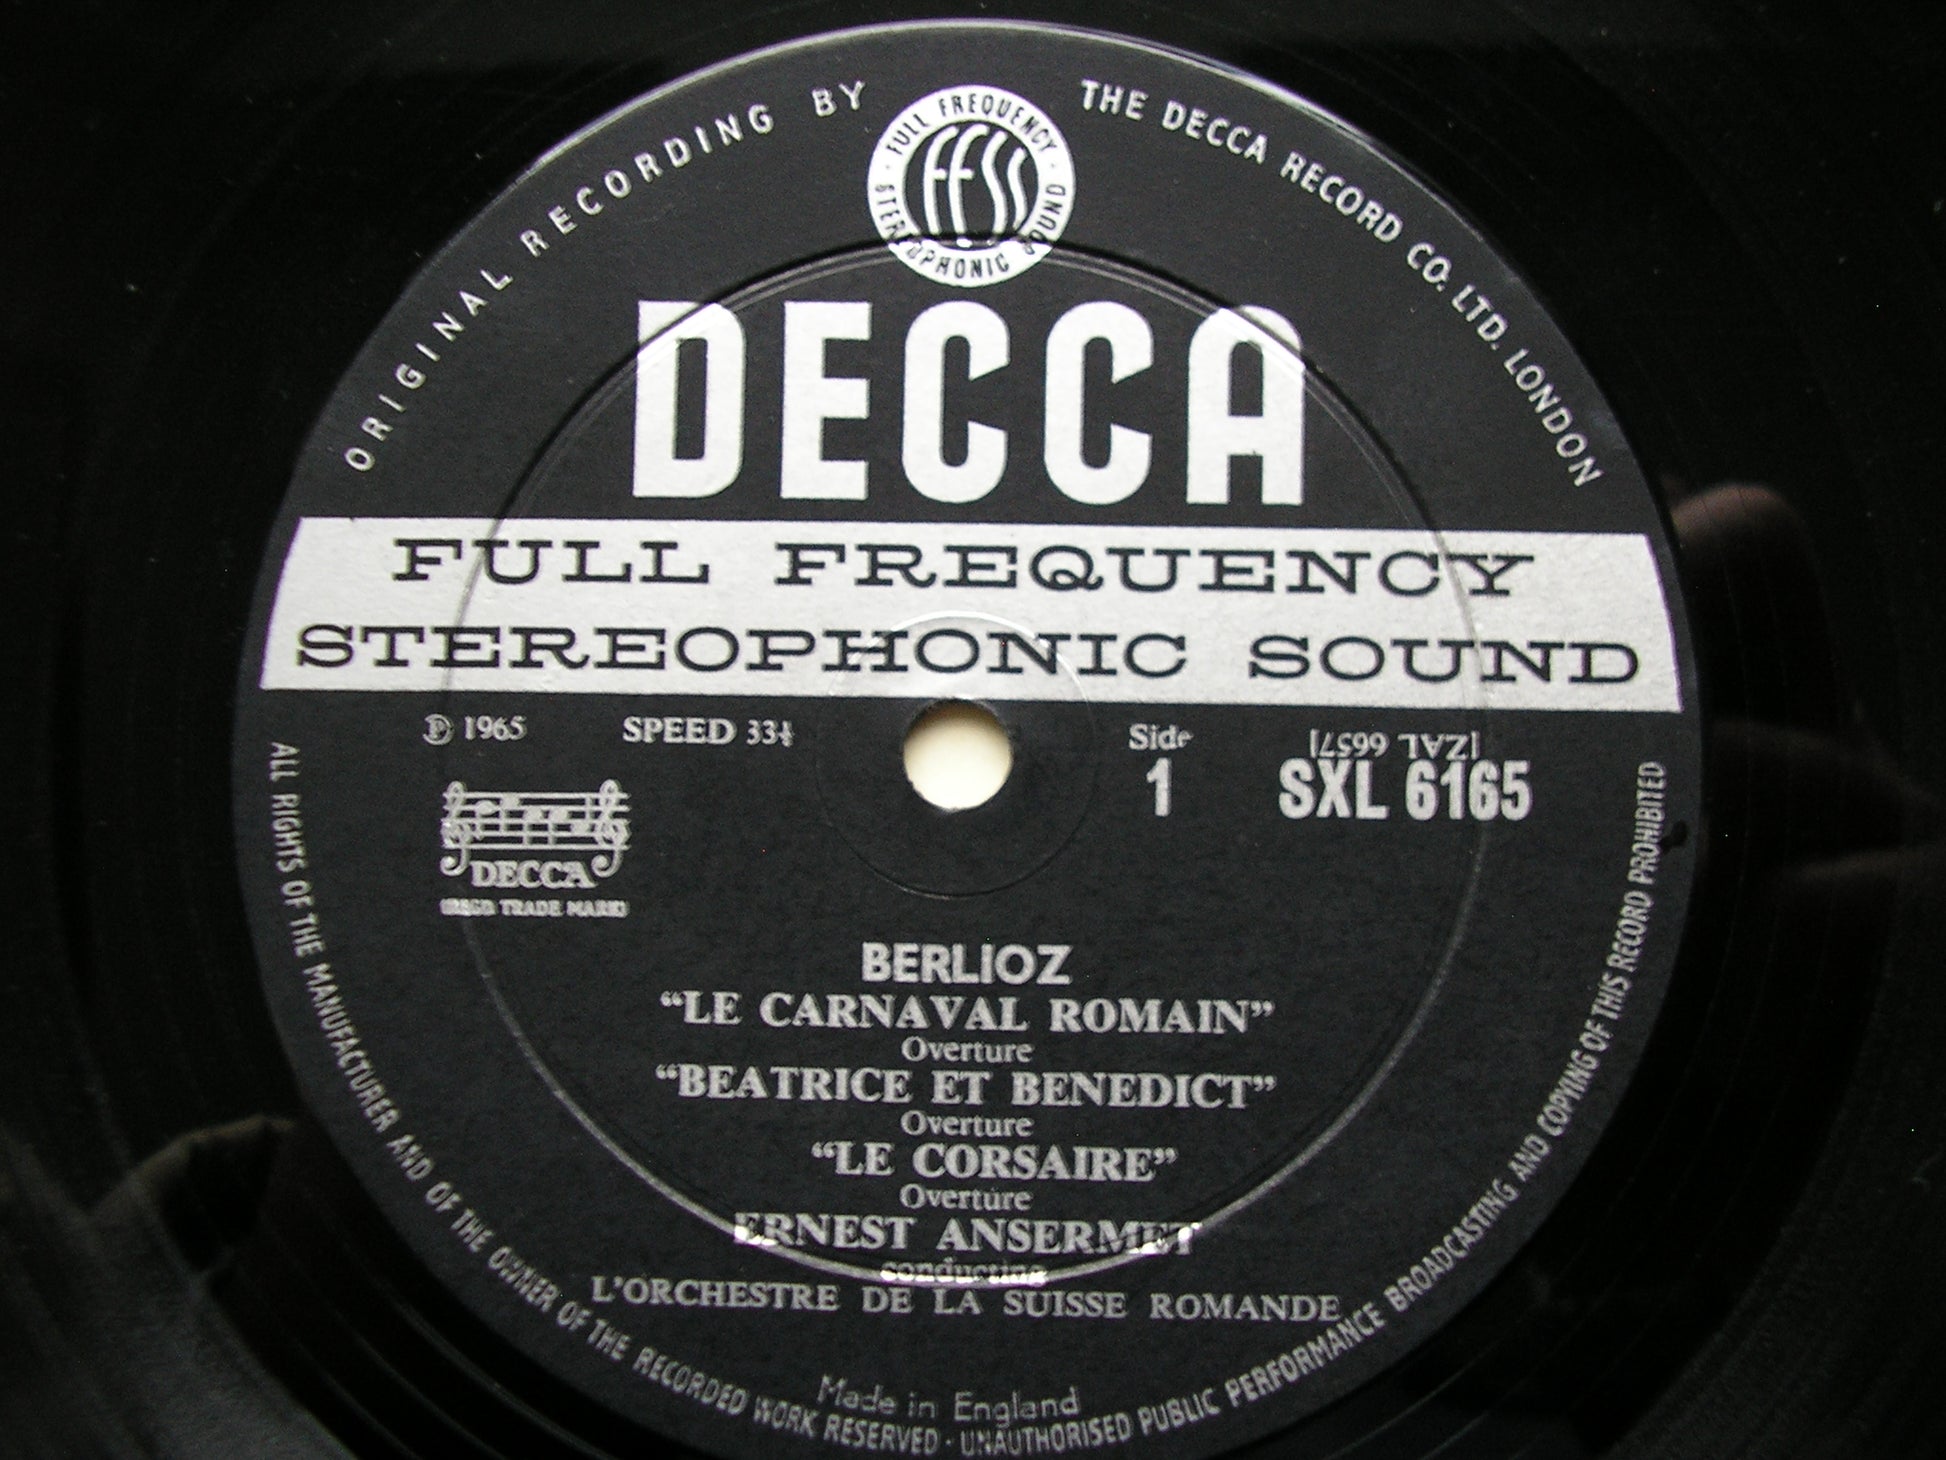 ORIGINAL RECORDING BY THE DECCA RECORD CO. LTD. LONDON
· FULL FREQUENCY · STEREOPHONIC SOUND
FFSS
DECCA
FULL FREQUENCY
STEREOPHONIC SOUND
℗ 1965 SPEED 33⅓ Side 1 [ZAL 6657]
SXL 6165
DECCA
(REGD. TRADE MARK)
BERLIOZ
“LE CARNAVAL ROMAIN”
Overture
“BEATRICE ET BENEDICT”
Overture
“LE CORSAIRE”
Overture
ERNEST ANSERMET
conducting
L’ORCHESTRE DE LA SUISSE ROMANDE
Made in England
ALL RIGHTS OF THE MANUFACTURER AND OF THE OWNER OF THE RECORDED WORK RESERVED · UNAUTHORISED PUBLIC PERFORMANCE BROADCASTING AND COPYING OF THIS RECORD PROHIBITED